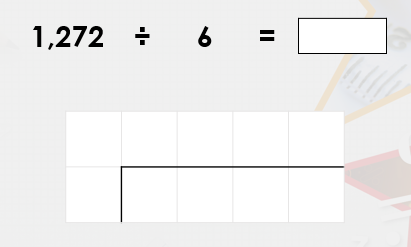 1,272 ÷ 6 =